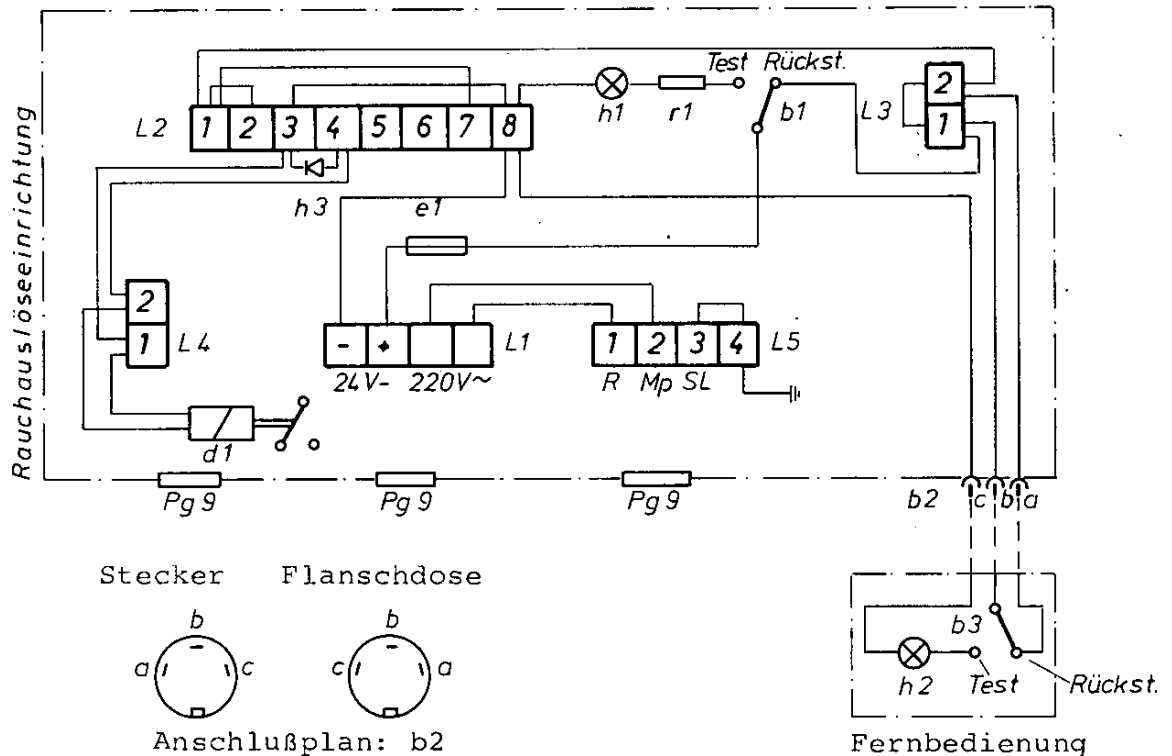 Rauchauslöseeinrichtung
Test Rückst.
L2 1 2 3 4 5 6 7 8
h1 r1 b1
L3 2 1
h3 e1
2 1 L4
- + L1
24V- 220V~
1 2 3 4 L5
R Mp SL
d1
Pg 9 Pg 9 Pg 9
b2 c b a
Stecker Flanschdose
b b
a c c a
Anschlußplan: b2
b3
h2 Test Rückst.
Fernbedienung